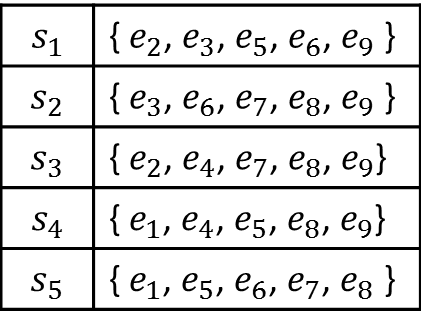 s₁ { e₂, e₃, e₅, e₆, e₉ }
s₂ { e₃, e₆, e₇, e₈, e₉ }
s₃ { e₂, e₄, e₇, e₈, e₉}
s₄ { e₁, e₄, e₅, e₈, e₉}
s₅ { e₁, e₅, e₆, e₇, e₈ }